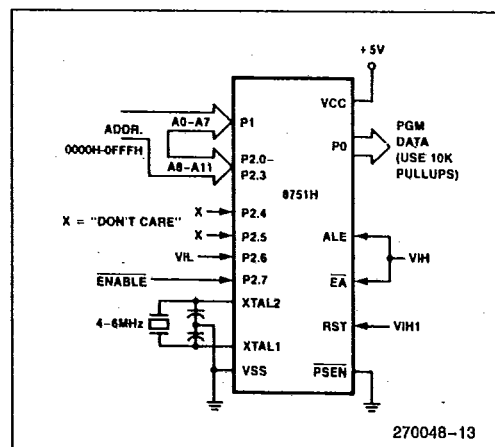 + 5V
VCC
A0–A7
P1
ADDR.
0000H-0FFFH
A8–A11
P2.0–
P2.3
P0
PGM
DATA
(USE 10K
PULLUPS)
8751H
X
P2.4
X = "DON'T CARE"
X
P2.5
ALE
VIL
P2.6
VIH
ENABLE
P2.7
EA
XTAL2
4–6MHz
RST
VIH1
XTAL1
VSS
PSEN
270048–13